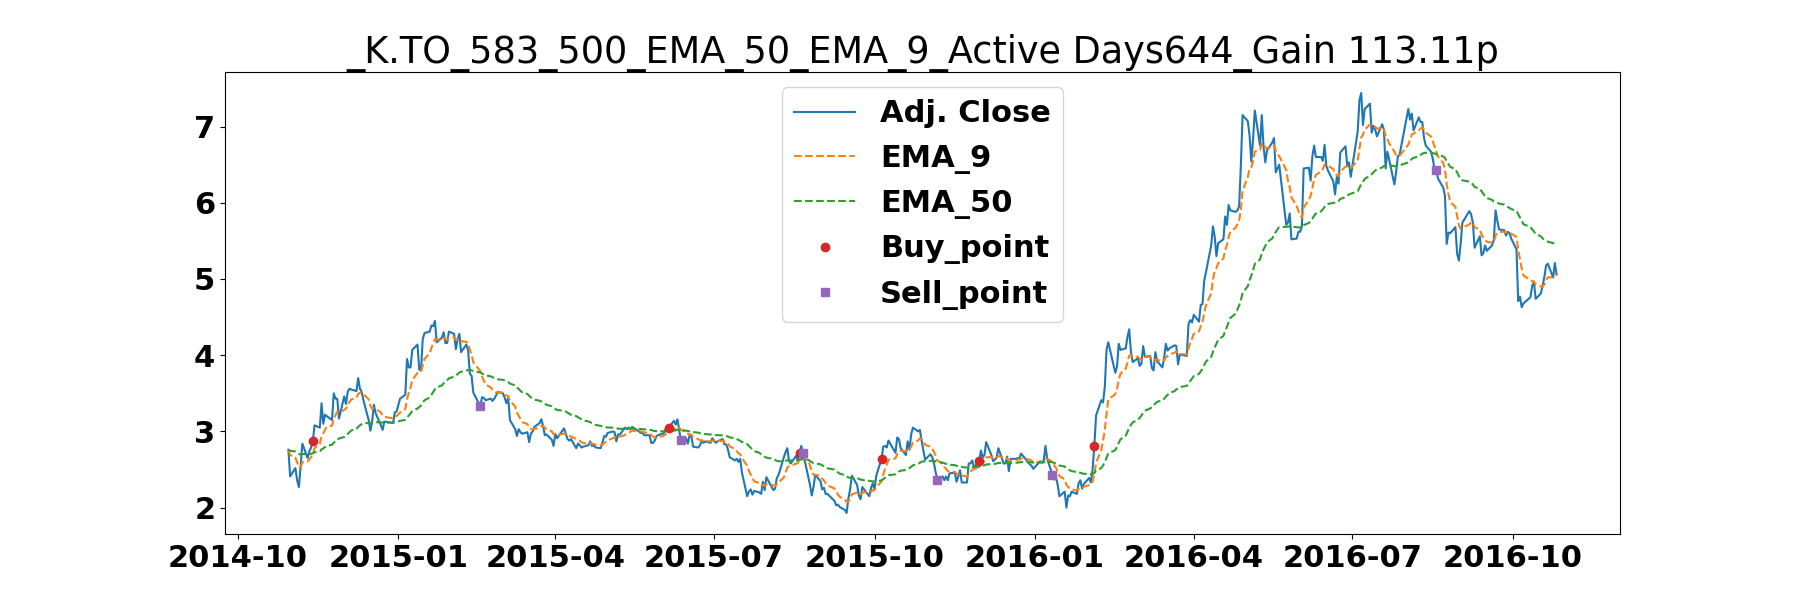 _K.TO_583_500_EMA_50_EMA_9_Active Days644_Gain 113.11p
Adj. Close
EMA_9
EMA_50
Buy_point
Sell_point
7
6
5
4
3
2
2014-10 2015-01 2015-04 2015-07 2015-10 2016-01 2016-04 2016-07 2016-10